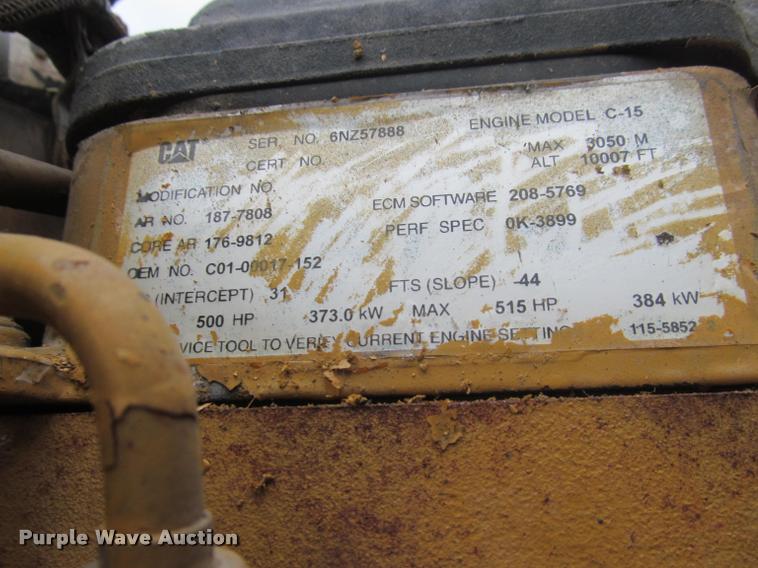 CAT SER. NO. 6NZ57888 ENGINE MODEL C-15
CERT NO. MAX 3050 M
ALT 10007 FT
MODIFICATION NO.
ECM SOFTWARE 208-5769
AR NO. 187-7808
PERF SPEC 0K-3899
CORE AR 176-9812
OEM NO. C01-00017 152
(INTERCEPT) 31 FTS (SLOPE) -44
500 HP 373.0 kW MAX 515 HP 384 kW
VICE TOOL TO VERIFY CURRENT ENGINE SETTING 115-5852
Purple Wave Auction